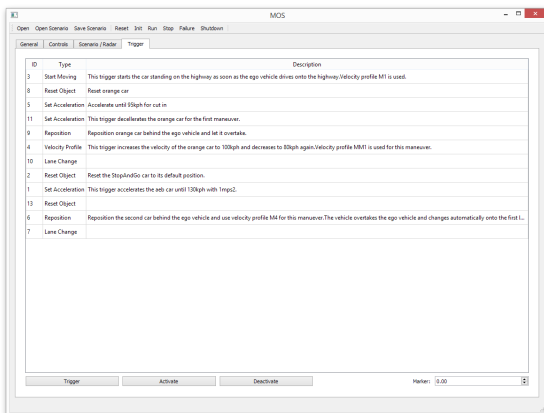 MOS
Open Open Scenario Save Scenario Reset Init Run Stop Failure Shutdown
General Controls Scenario / Radar Trigger
ID Type Description
3 Start Moving This trigger starts the car standing on the highway as soon as the ego vehicle drives onto the highway.Velocity profile M1 is used.
8 Reset Object Reset orange car
5 Set Acceleration Accelerate until 95kph for cut in
11 Set Acceleration This trigger decellerates the orange car for the first maneuver.
9 Reposition Reposition orange car behind the ego vehicle and let it overtake.
4 Velocity Profile This trigger increases the velocity of the orange car to 100kph and decreases to 80kph again.Velocity profile MM1 is used for this maneuver.
10 Lane Change
2 Reset Object Reset the StopAndGo car to its default position.
1 Set Acceleration This trigger accelerates the aeb car until 130kph with 1mps2.
13 Reset Object
6 Reposition Reposition the second car behind the ego vehicle and use velocity profile M4 for this manuever.The vehicle overtakes the ego vehicle and changes automatically onto the first l...
7 Lane Change
Trigger Activate Deactivate Marker: 0.00